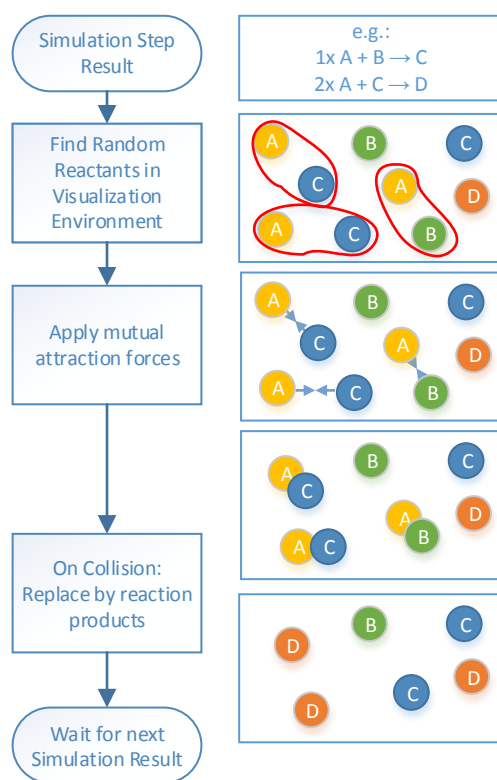 Simulation Step
Result
e.g.:
1x A + B → C
2x A + C → D
Find Random
Reactants in
Visualization
Environment
A B C
A
C D
A C B
Apply mutual
attraction forces
A B C
A
C D
A C B
On Collision:
Replace by reaction
products
A B C
C
A D
A C B
B C
D
C D
D
Wait for next
Simulation Result